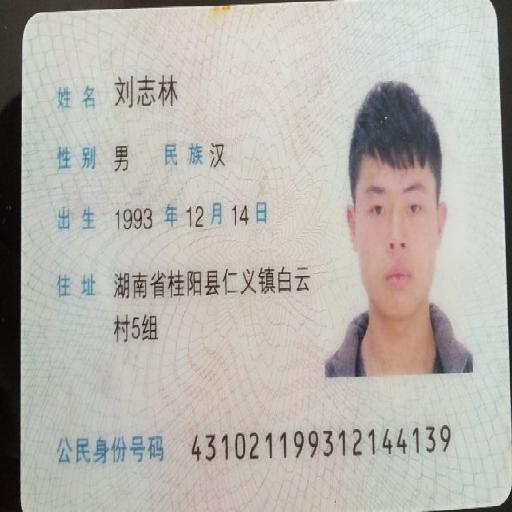 姓名 刘志林
性别 男 民族 汉
出生 1993 年 12 月 14 日
住址 湖南省桂阳县仁义镇白云
村5组
公民身份号码 431021199312144139